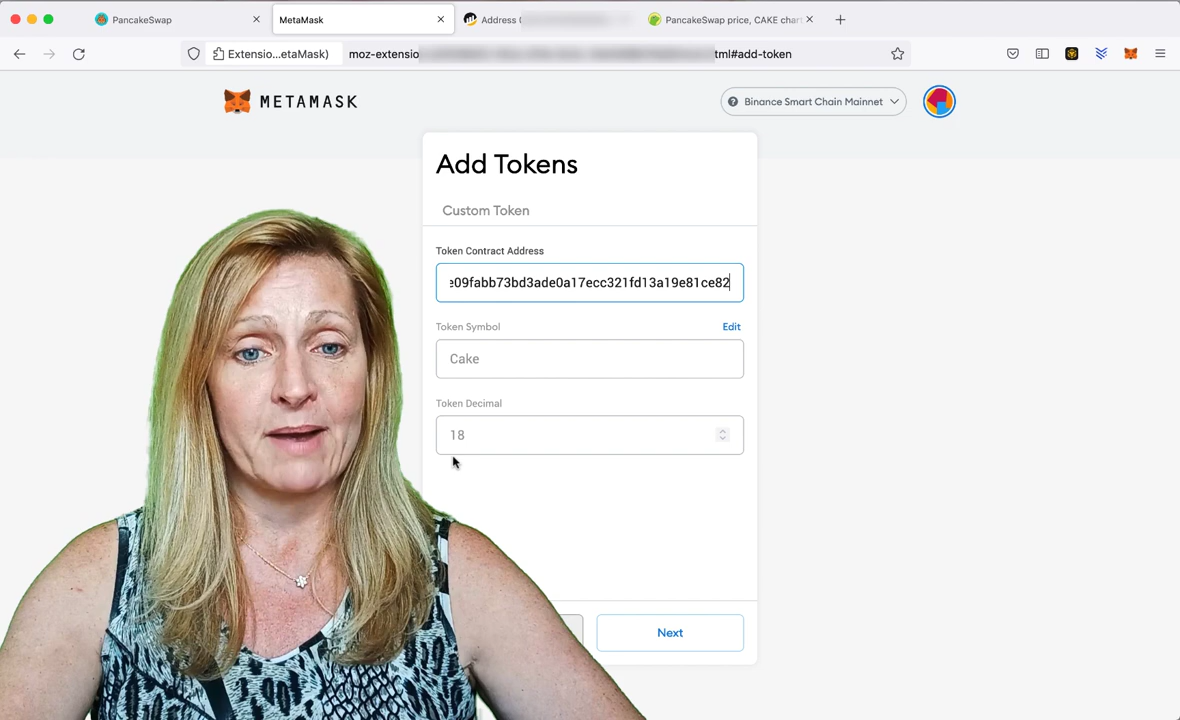 PancakeSwap
MetaMask
Address
PancakeSwap price, CAKE char
Extensio...etaMask)
moz-extensio
tml#add-token
METAMASK
Binance Smart Chain Mainnet
Add Tokens
Custom Token
Token Contract Address
e09fabb73bd3ade0a17ecc321fd13a19e81ce82
Token Symbol
Edit
Cake
Token Decimal
18
Next